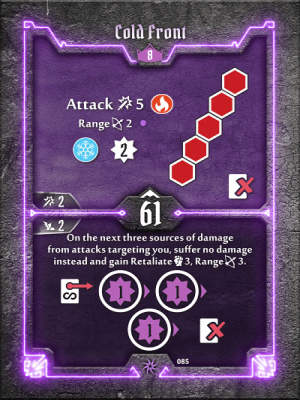 Cold Front
8
Attack 5
Range 2
2
2
61
2
On the next three sources of damage
from attacks targeting you, suffer no damage
instead and gain Retaliate 3, Range 3.
S
1 1
1
085